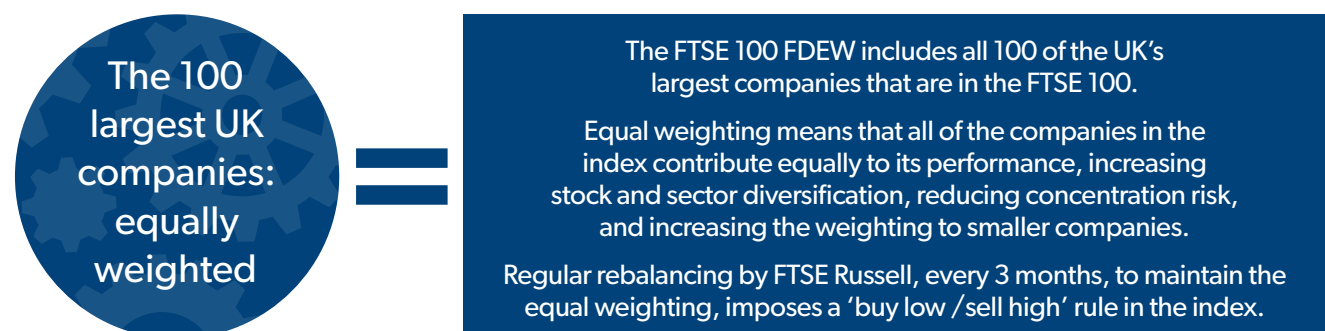 The 100
largest UK
companies:
equally
weighted
=
The FTSE 100 FDEW includes all 100 of the UK’s
largest companies that are in the FTSE 100.
Equal weighting means that all of the companies in the
index contribute equally to its performance, increasing
stock and sector diversification, reducing concentration risk,
and increasing the weighting to smaller companies.
Regular rebalancing by FTSE Russell, every 3 months, to maintain the
equal weighting, imposes a ‘buy low /sell high’ rule in the index.